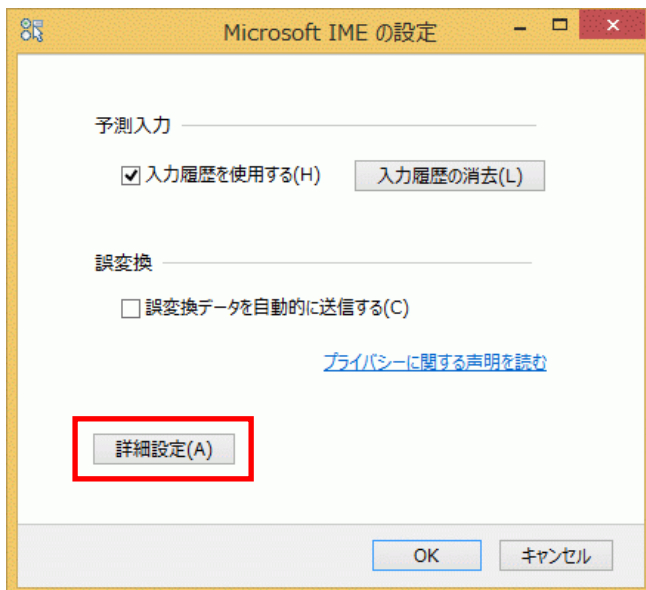 Microsoft IME の設定
予測入力
入力履歴を使用する(H)
入力履歴の消去(L)
誤変換
誤変換データを自動的に送信する(C)
プライバシーに関する声明を読む
詳細設定(A)
OK
キャンセル